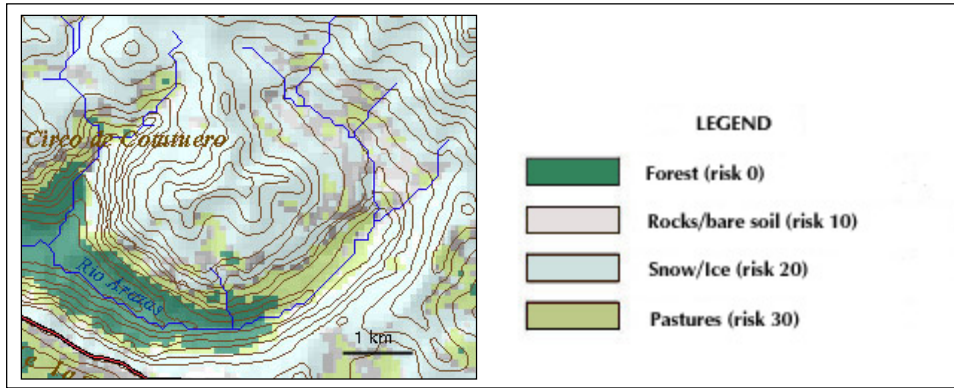 Circo de
Rio Arazas
1 km
LEGEND
Forest (risk 0)
Rocks/bare soil (risk 10)
Snow/Ice (risk 20)
Pastures (risk 30)